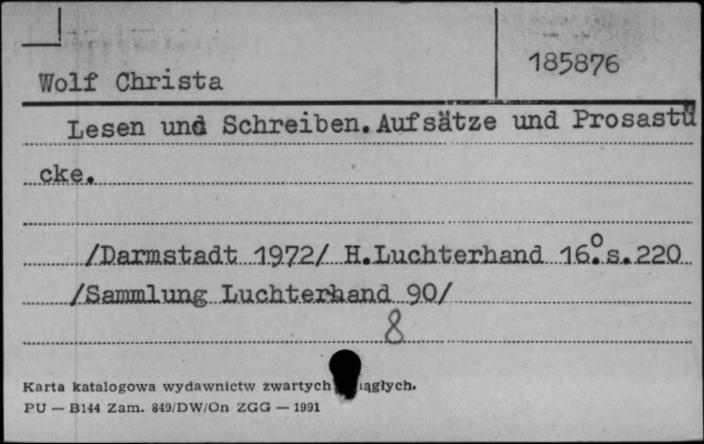 185876
Wolf Christa
Lesen und Schreiben. Aufsätze und Prosastü
cke.
/Darmstadt 1972/ H.Luchterhand 16.° s.220
/Sammlung Luchterhand 90/
8
Karta katalogowa wydawnictw zwartych
PU — B144 Zam. 849/DW/On ZGG — 1991